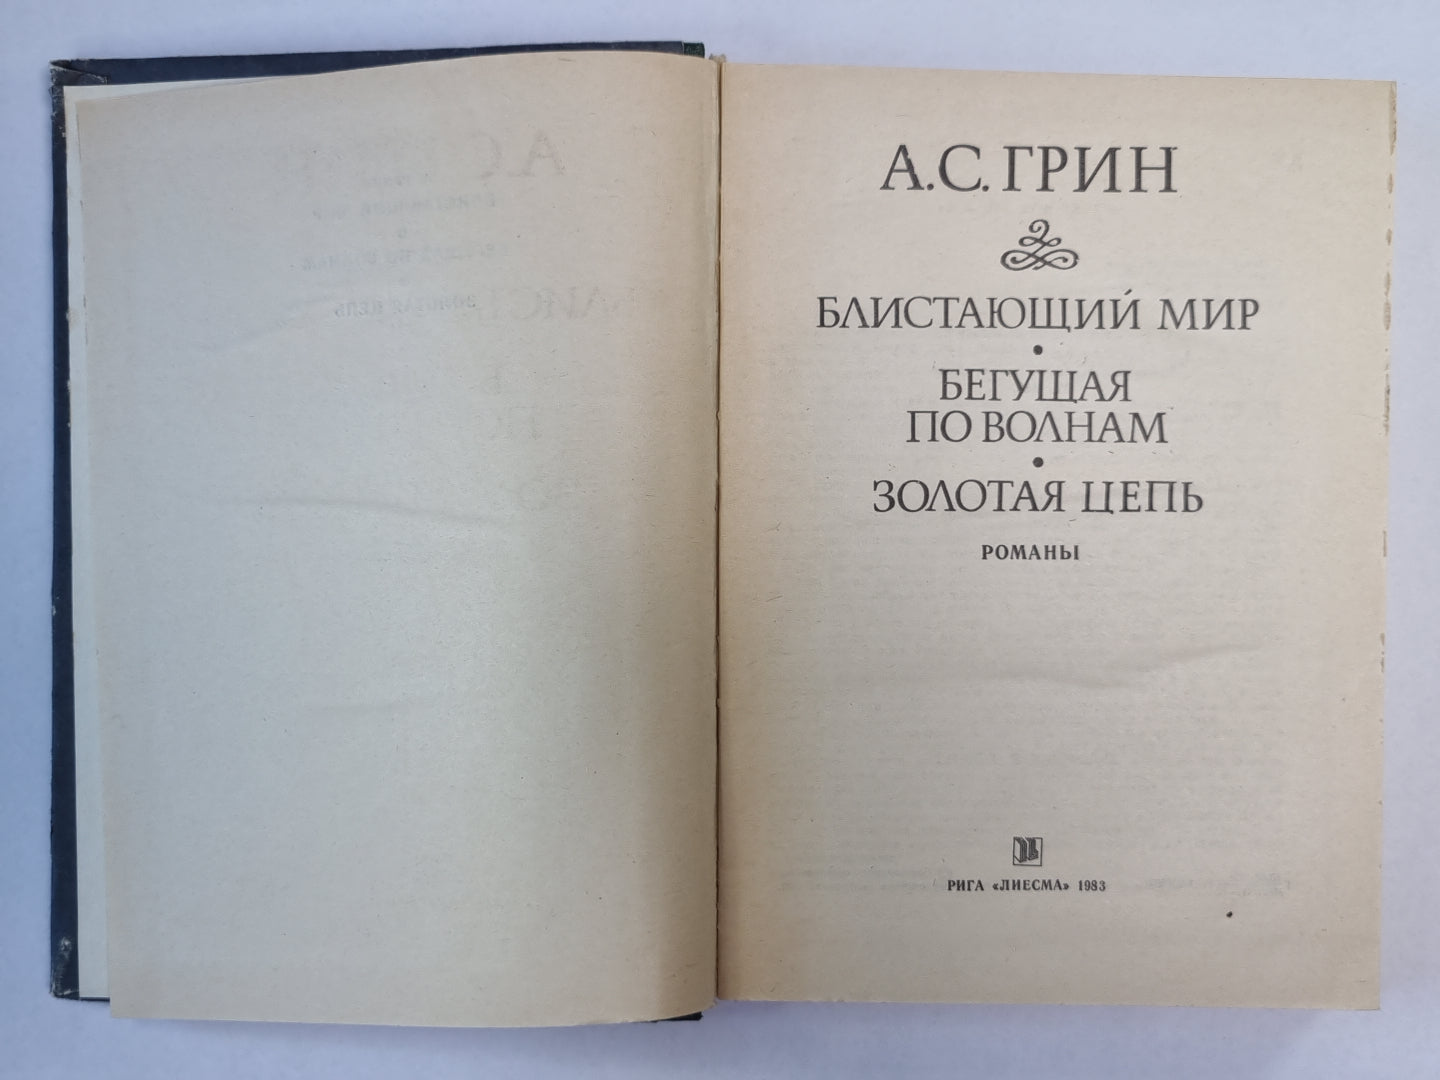 А.С. ГРИН
БЛИСТАЮЩИЙ МИР
•
БЕГУЩАЯ
ПО ВОЛНАМ
•
ЗОЛОТАЯ ЦЕПЬ
РОМАНЫ
РИГА «ЛИЕСМА» 1983